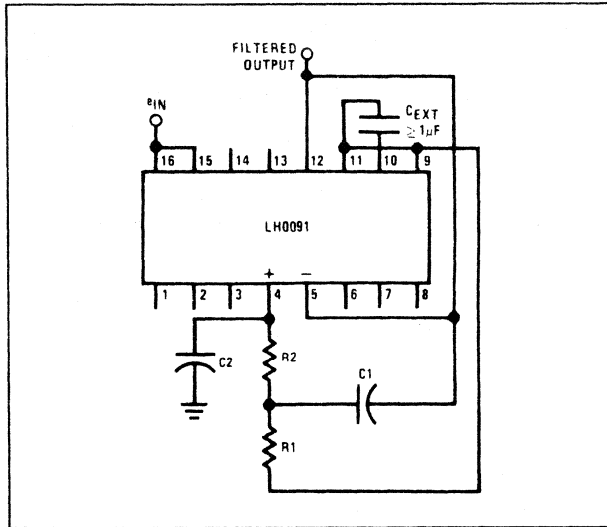 FILTERED
OUTPUT
eIN
CEXT
≥ 1μF
16 15 14 13 12 11 10 9
LH0091
+ −
1 2 3 4 5 6 7 8
C2
R2
C1
R1